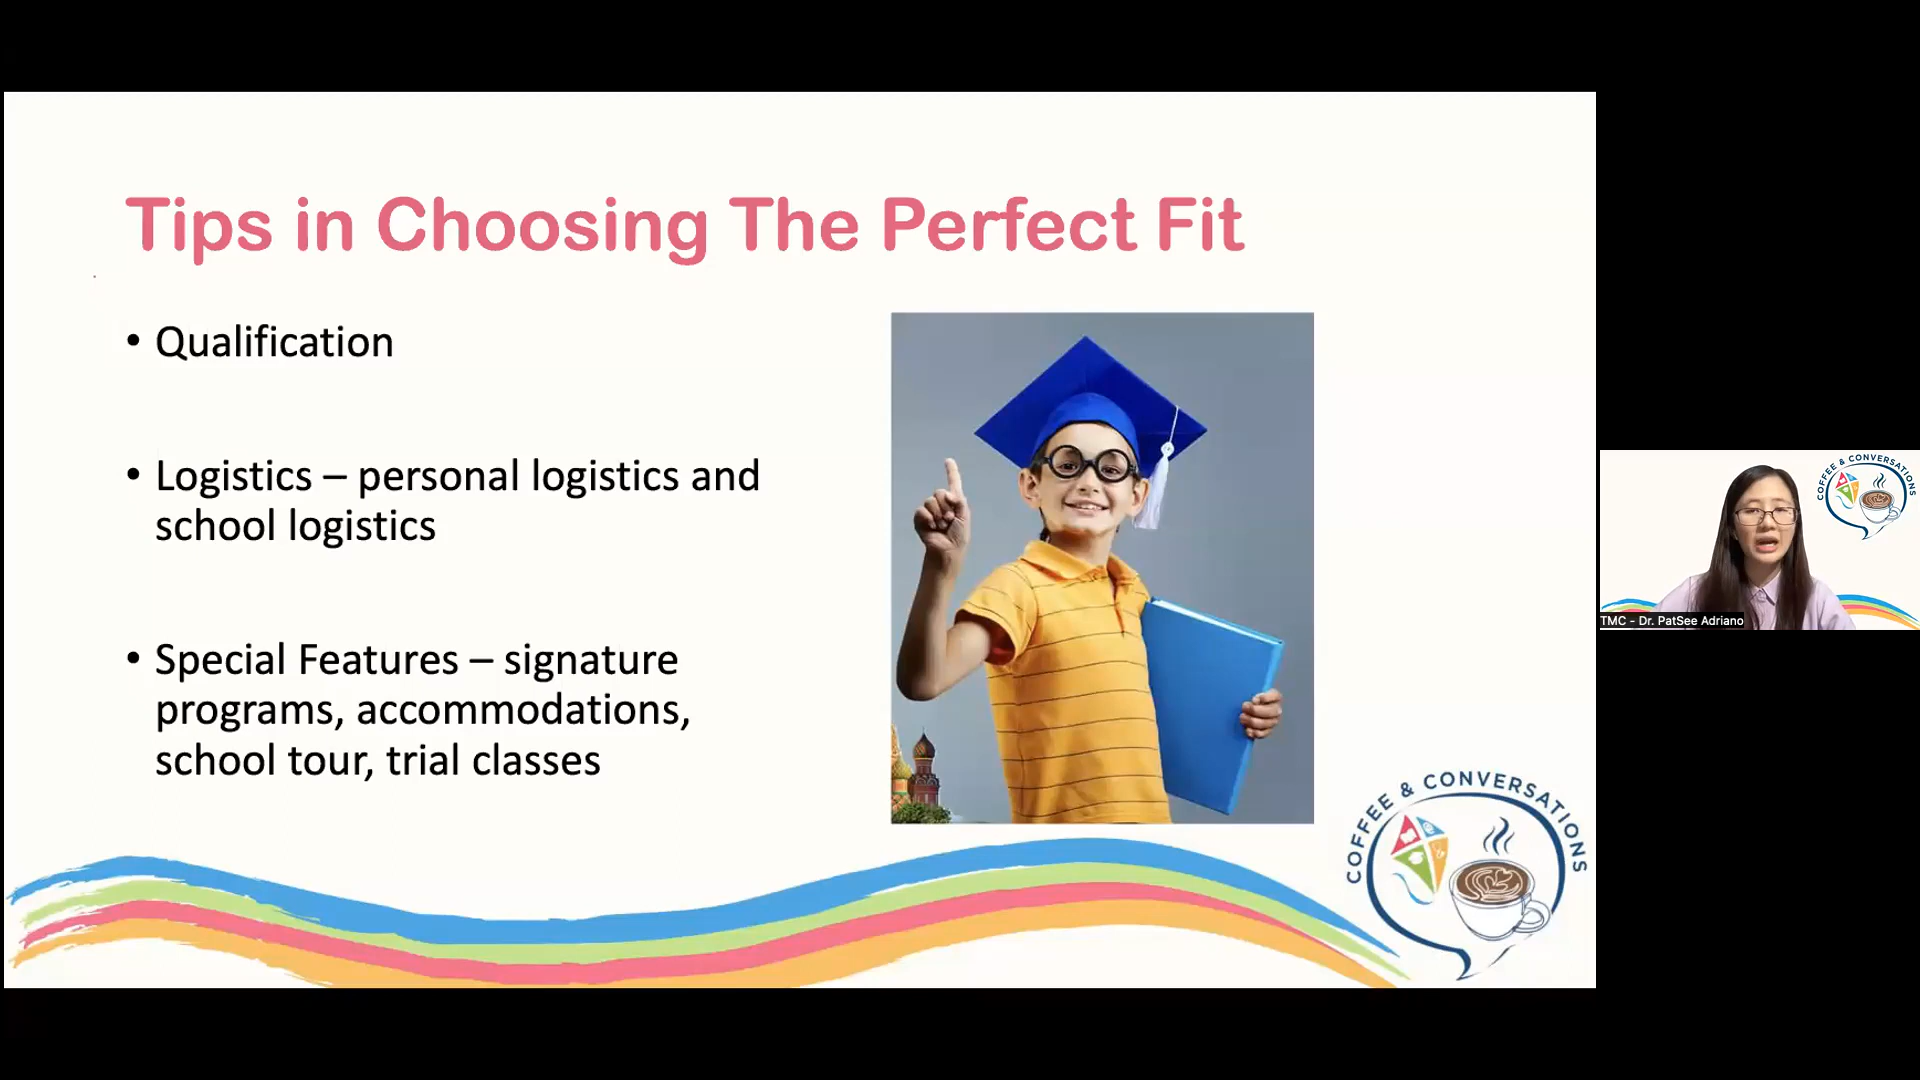 Tips in Choosing The Perfect Fit
• Qualification
• Logistics – personal logistics and
school logistics
• Special Features – signature
programs, accommodations,
school tour, trial classes
COFFEE & CONVERSATIONS
COFFEE & CONVERSATIONS
TMC - Dr. PatSee Adriano